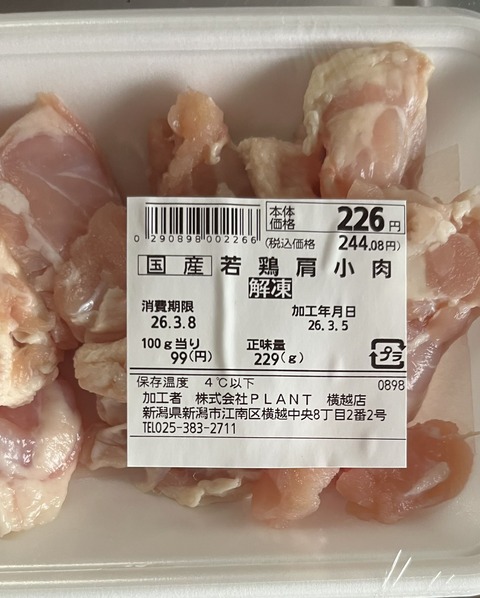 本体価格 226円
(税込価格 244.08円)
0 290898 002266
国産 若鶏肩小肉
解凍
消費期限 加工年月日
26.3.8 26.3.5
100g当り 正味量
99(円) 229(g)
プラ
保存温度 4℃以下 0898
加工者 株式会社PLANT 横越店
新潟県新潟市江南区横越中央8丁目2番2号
TEL025-383-2711